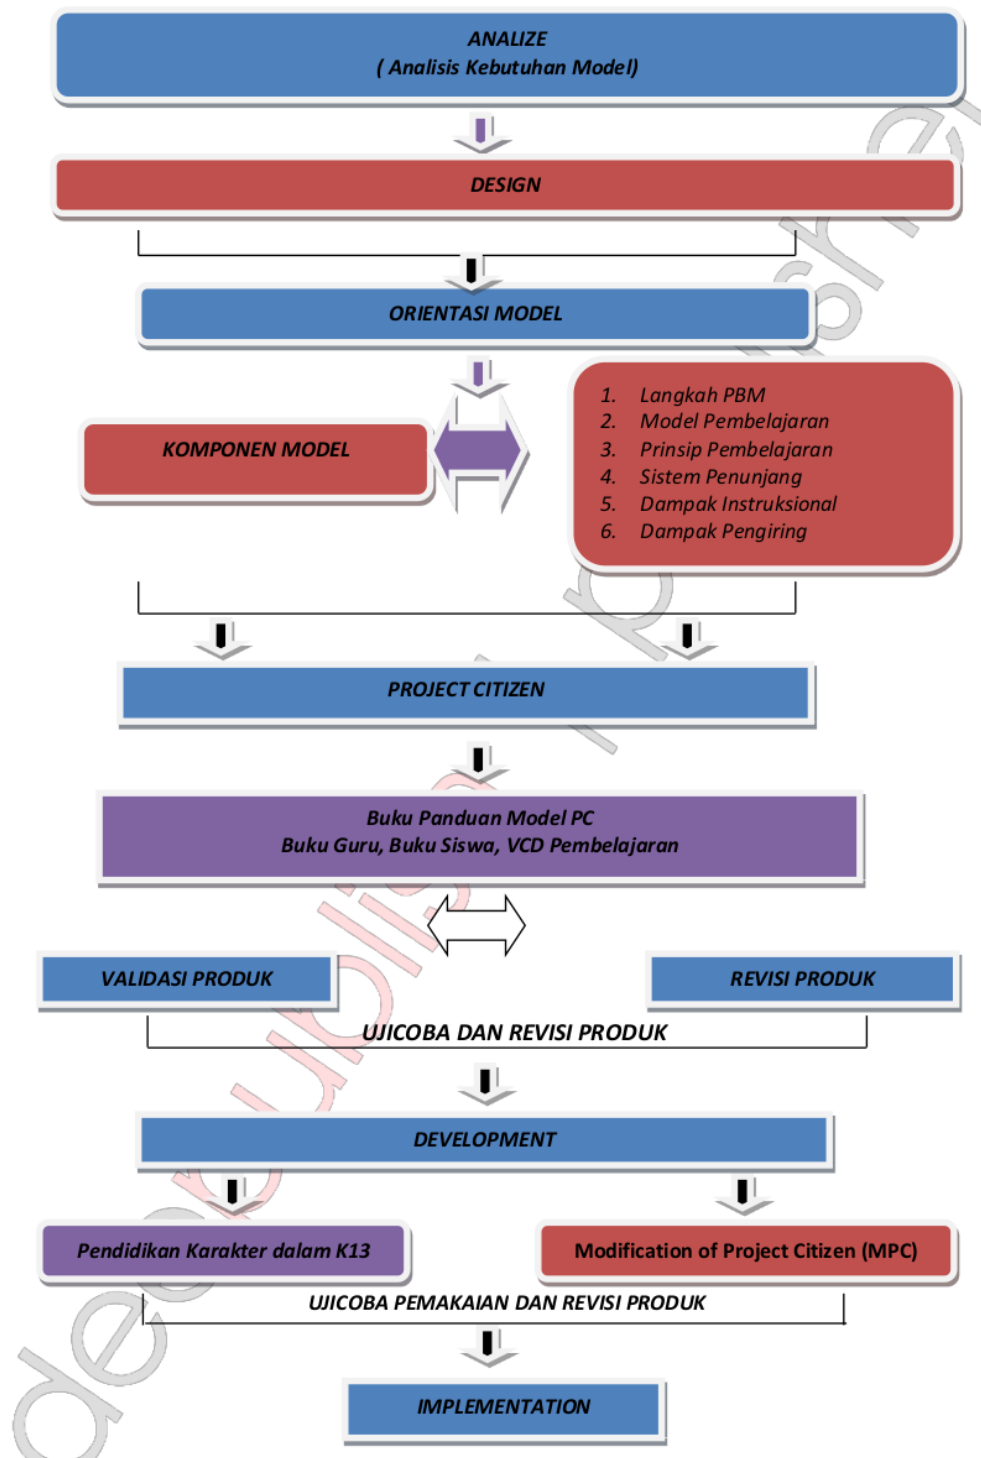 ANALIZE
( Analisis Kebutuhan Model)
DESIGN
ORIENTASI MODEL
KOMPONEN MODEL
1. Langkah PBM
2. Model Pembelajaran
3. Prinsip Pembelajaran
4. Sistem Penunjang
5. Dampak Instruksional
6. Dampak Pengiring
PROJECT CITIZEN
Buku Panduan Model PC
Buku Guru, Buku Siswa, VCD Pembelajaran
VALIDASI PRODUK
REVISI PRODUK
UJICOBA DAN REVISI PRODUK
DEVELOPMENT
Pendidikan Karakter dalam K13
Modification of Project Citizen (MPC)
UJICOBA PEMAKAIAN DAN REVISI PRODUK
IMPLEMENTATION